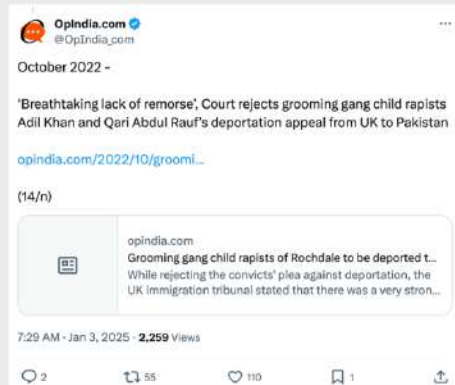 OpIndia.com
@OpIndia_com
October 2022 -
'Breathtaking lack of remorse', Court rejects grooming gang child rapists
Adil Khan and Qari Abdul Rauf's deportation appeal from UK to Pakistan
opindia.com/2022/10/groomi...
(14/n)
opindia.com
Grooming gang child rapists of Rochdale to be deported t...
While rejecting the convicts' plea against deportation, the
UK immigration tribunal stated that there was a very stron...
7:29 AM · Jan 3, 2025 · 2,259 Views
2 55 110 1